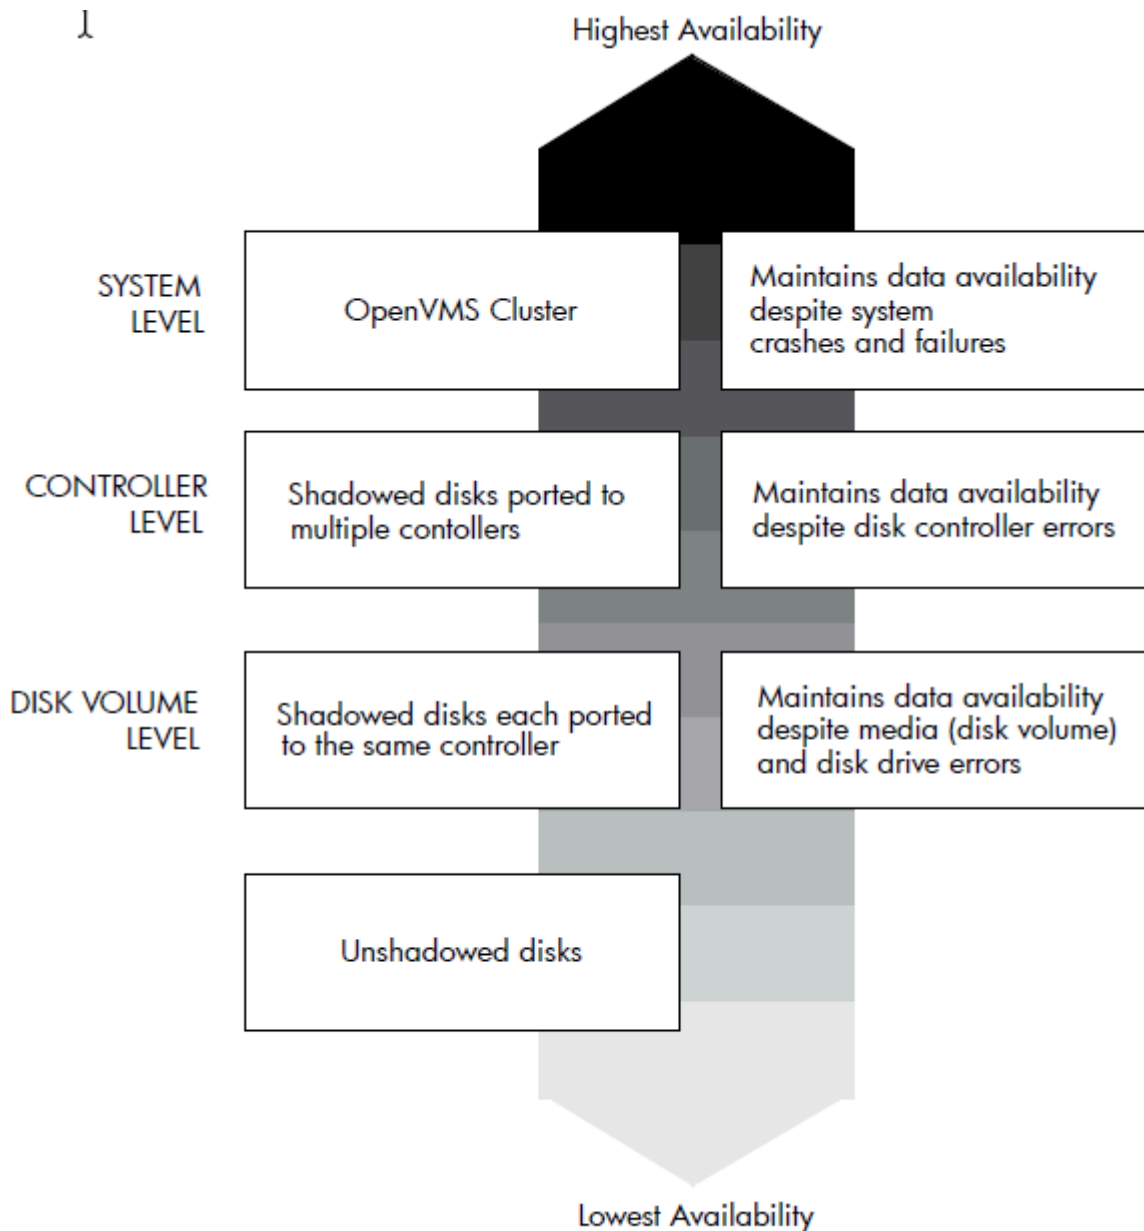 Highest Availability
SYSTEM
LEVEL
OpenVMS Cluster
Maintains data availability
despite system
crashes and failures
CONTROLLER
LEVEL
Shadowed disks ported to
multiple contollers
Maintains data availability
despite disk controller errors
DISK VOLUME
LEVEL
Shadowed disks each ported
to the same controller
Maintains data availability
despite media (disk volume)
and disk drive errors
Unshadowed disks
Lowest Availability